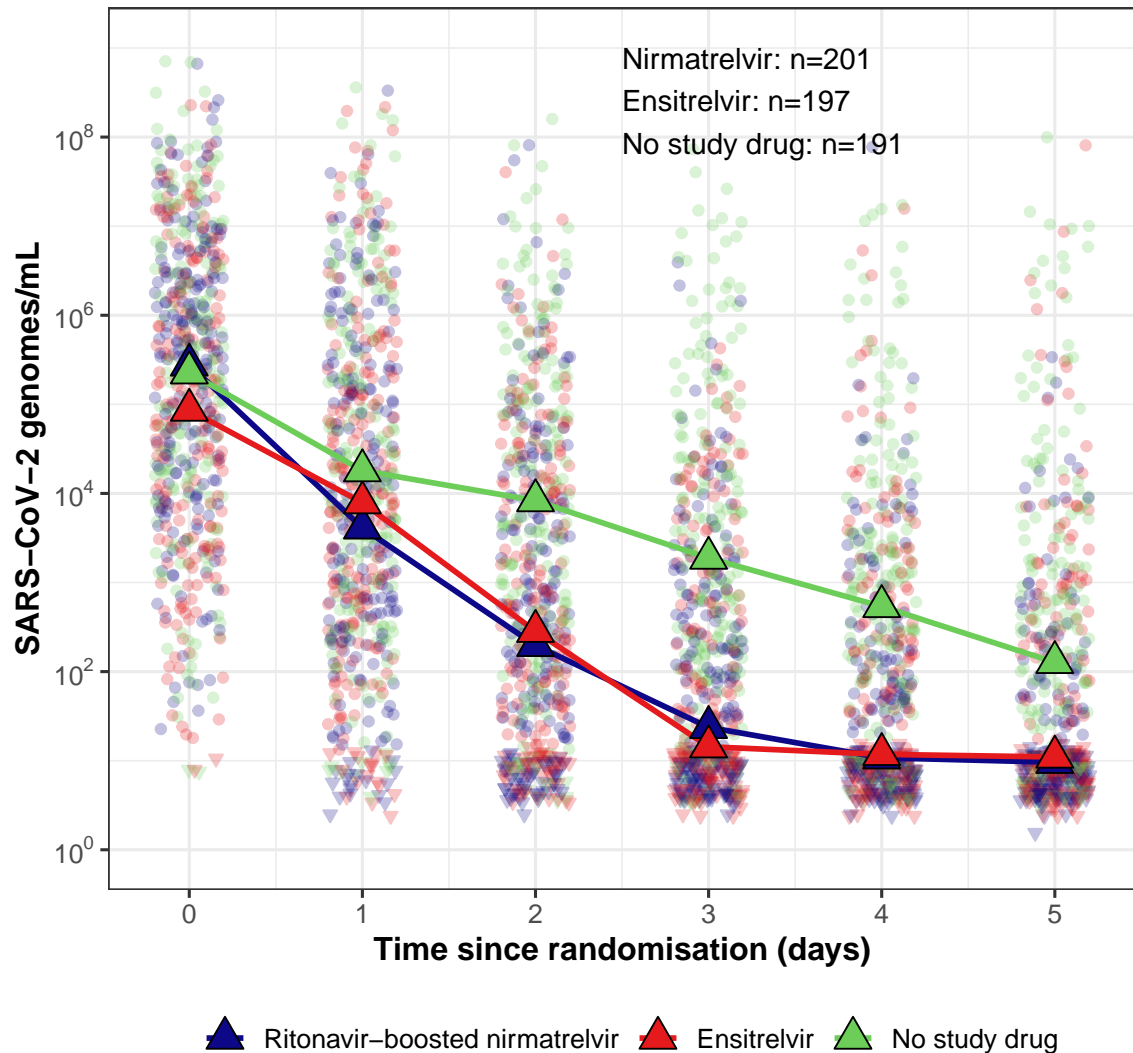 Nirmatrelvir: n=201
Ensitrelvir: n=197
No study drug: n=191
SARS−CoV−2 genomes/mL
10^8
10^6
10^4
10^2
10^0
0 1 2 3 4 5
Time since randomisation (days)
Ritonavir−boosted nirmatrelvir Ensitrelvir No study drug